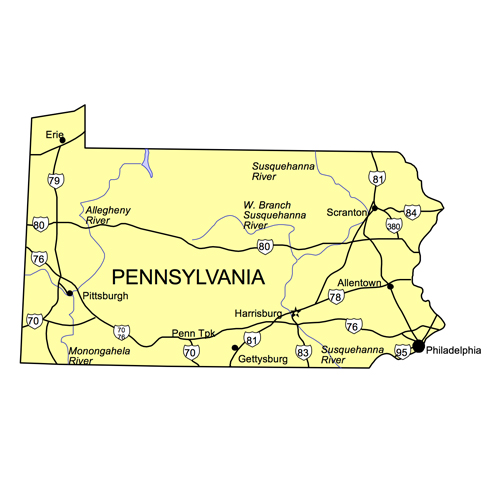 Erie
79
Susquehanna
River
81
Allegheny
River
W. Branch
Susquehanna
River
Scranton
84
380
80
80
76
PENNSYLVANIA
Allentown
Pittsburgh
78
Harrisburg
70
70
76
Penn Tpk
76
81
Monongahela
River
70
Gettysburg
83
Susquehanna
River
95
Philadelphia